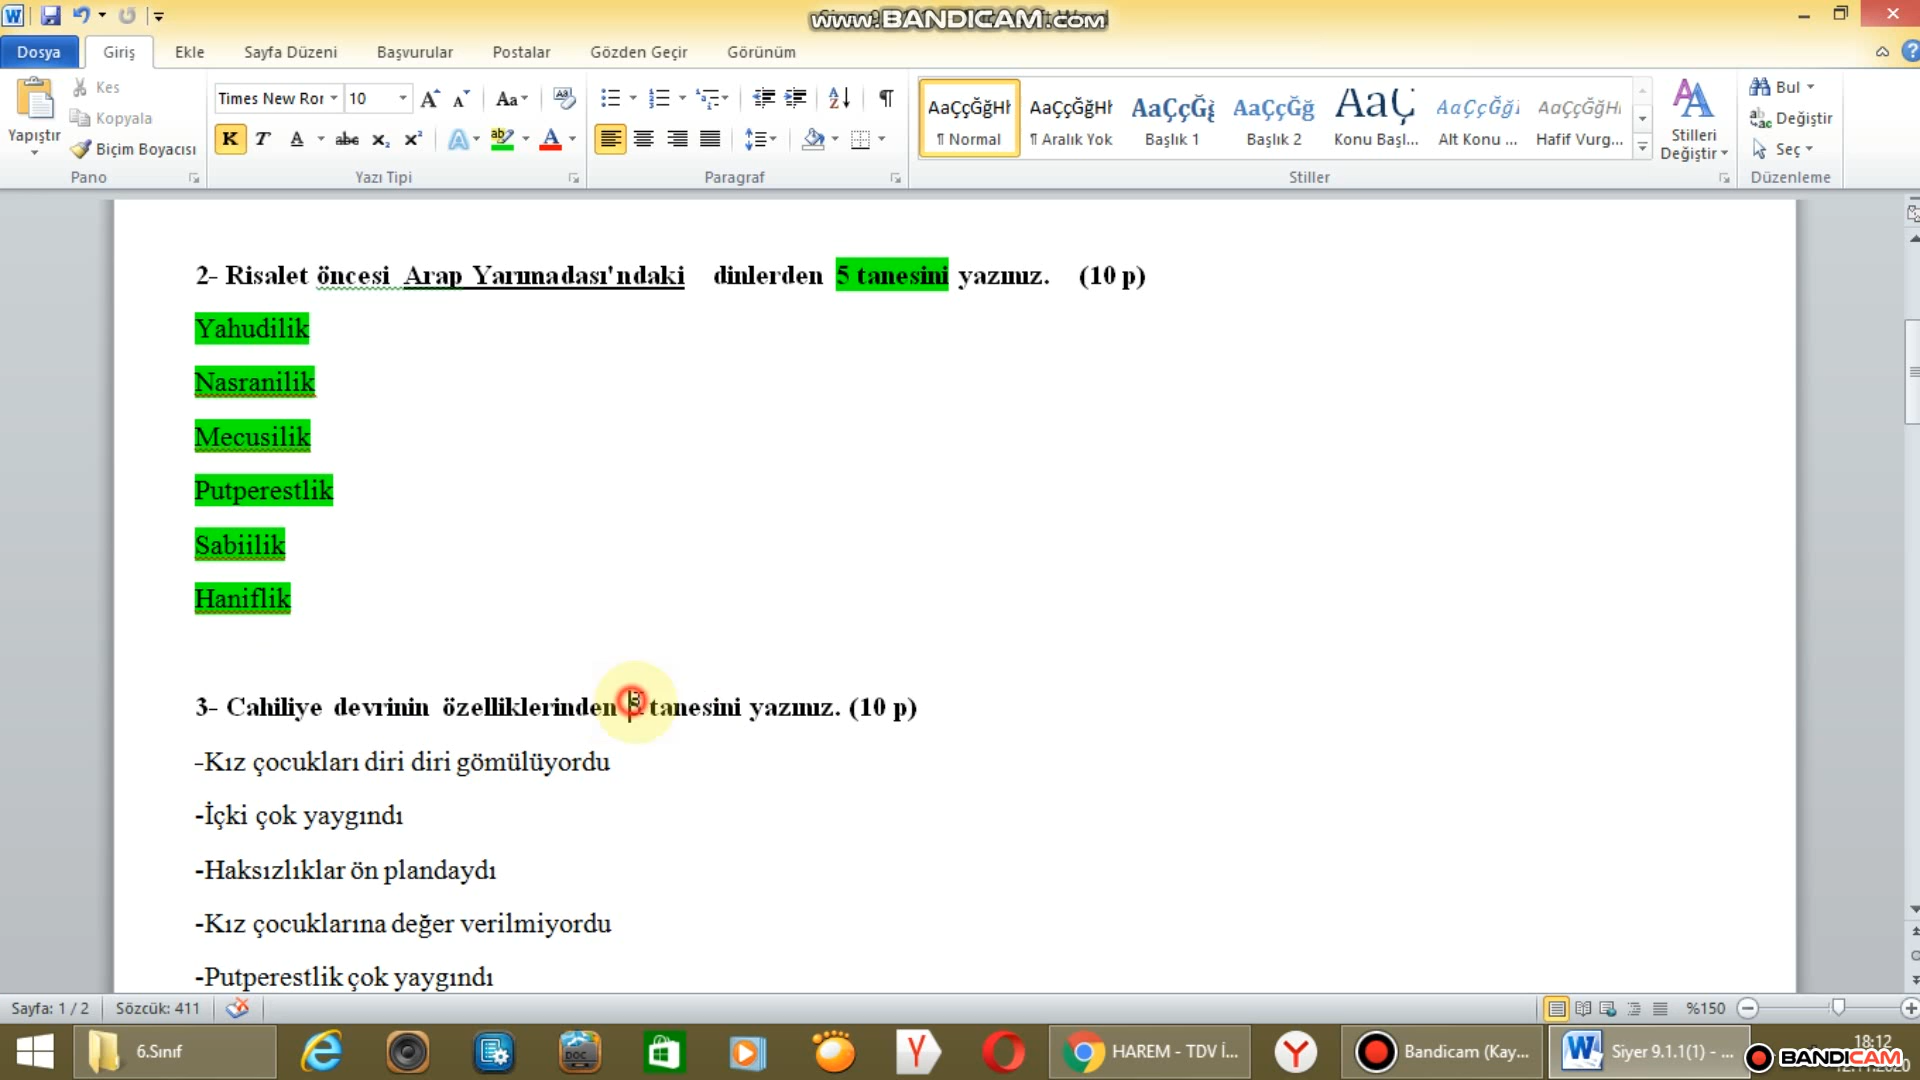 www.BANDICAM.com
Dosya Giriş Ekle Sayfa Düzeni Başvurular Postalar Gözden Geçir Görünüm
Yapıştır
Kes
Kopyala
Biçim Boyacısı
Pano
Times New Ror 10
Yazı Tipi
Paragraf
AaÇçĞğHł AaÇçĞğHł AaÇçĞğ AaÇçĞğ AaÇ AaÇçĞğİ AaÇçĞğHı
¶ Normal ¶ Aralık Yok Başlık 1 Başlık 2 Konu Başl... Alt Konu ... Hafif Vurg...
Stilleri Değiştir
Stiller
Bul
Değiştir
Seç
Düzenleme
2- Risalet öncesi Arap Yarımadası'ndaki dinlerden 5 tanesini yazınız. (10 p)
Yahudilik
Nasranilik
Mecusilik
Putperestlik
Sabiilik
Haniflik
3- Cahiliye devrinin özelliklerinden tanesini yazınız. (10 p)
-Kız çocukları diri diri gömülüyordu
-İçki çok yaygındı
-Haksızlıklar ön plandaydı
-Kız çocuklarına değer verilmiyordu
-Putperestlik çok yaygındı
Sayfa: 1 / 2 Sözcük: 411 %150
6.Sınıf HAREM - TDV İ... Bandicam (Kay... Siyer 9.1.1(1) - ... 18:12
BANDICAM